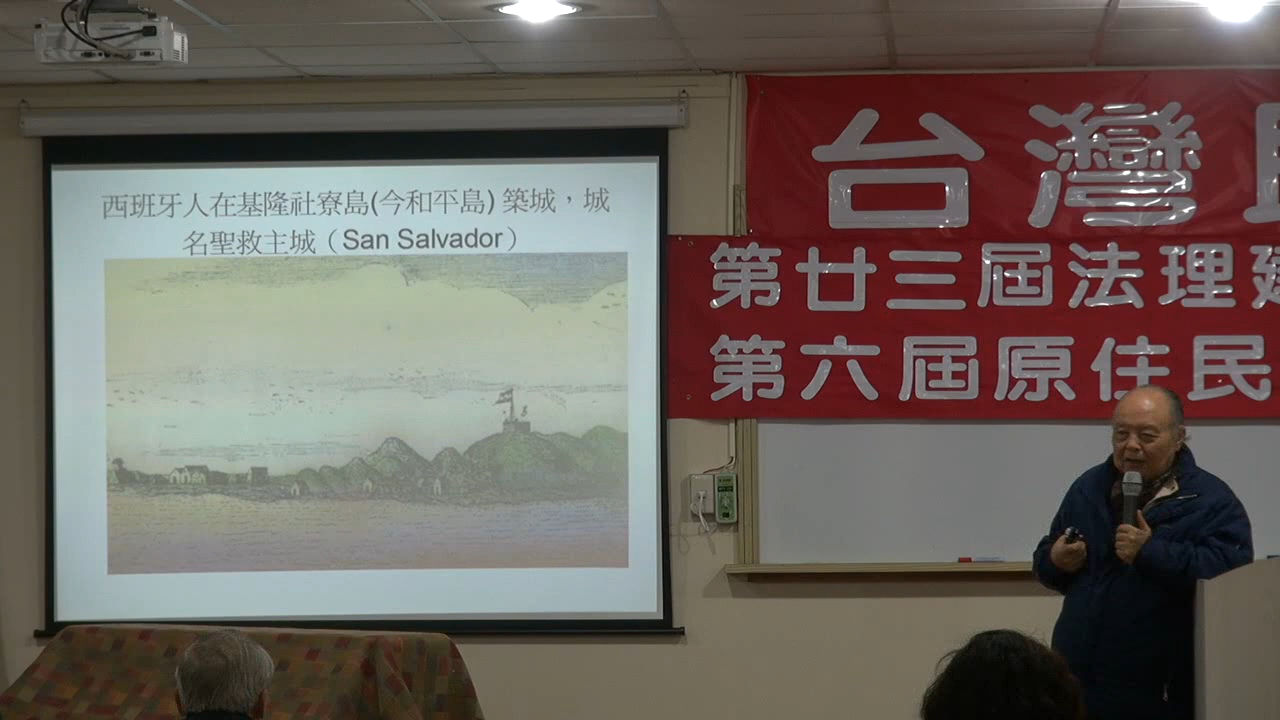 西班牙人在基隆社寮島(今和平島) 築城，城
名聖救主城（San Salvador）
台灣
第廿三屆法理建
第六屆原住民